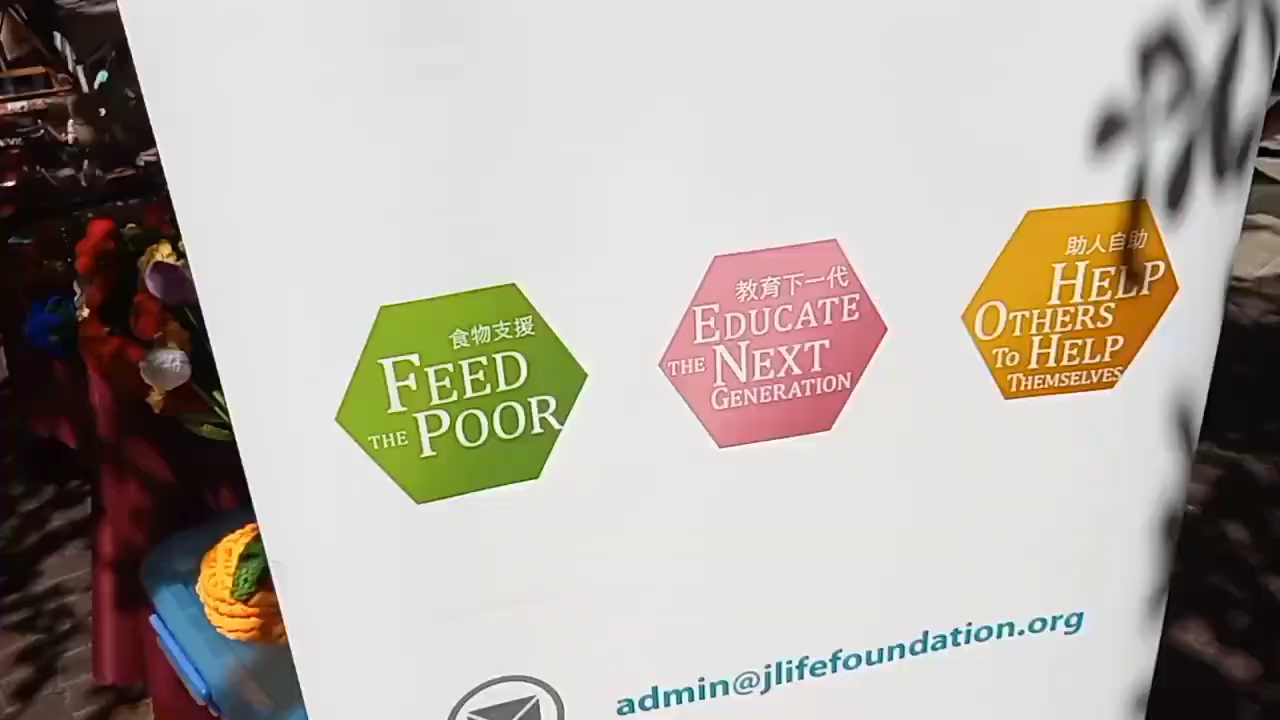 食物支援
FEED
THE POOR
教育下一代
EDUCATE
THE NEXT
GENERATION
助人自助
HELP
OTHERS
TO HELP
THEMSELVES
admin@jlifefoundation.org